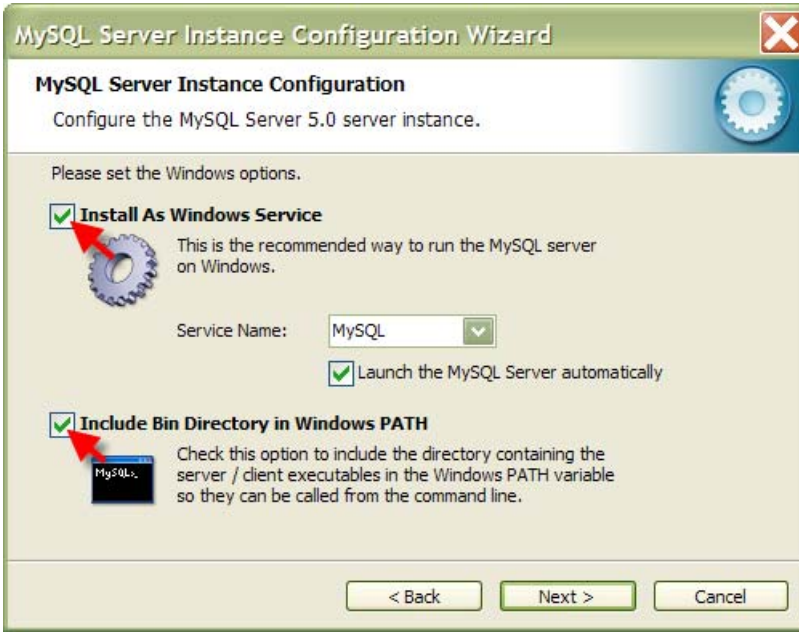 MySQL Server Instance Configuration Wizard
MySQL Server Instance Configuration
Configure the MySQL Server 5.0 server instance.
Please set the Windows options.
Install As Windows Service
This is the recommended way to run the MySQL server
on Windows.
Service Name:
MySQL
Launch the MySQL Server automatically
Include Bin Directory in Windows PATH
MySQL>_
Check this option to include the directory containing the
server / client executables in the Windows PATH variable
so they can be called from the command line.
< Back
Next >
Cancel